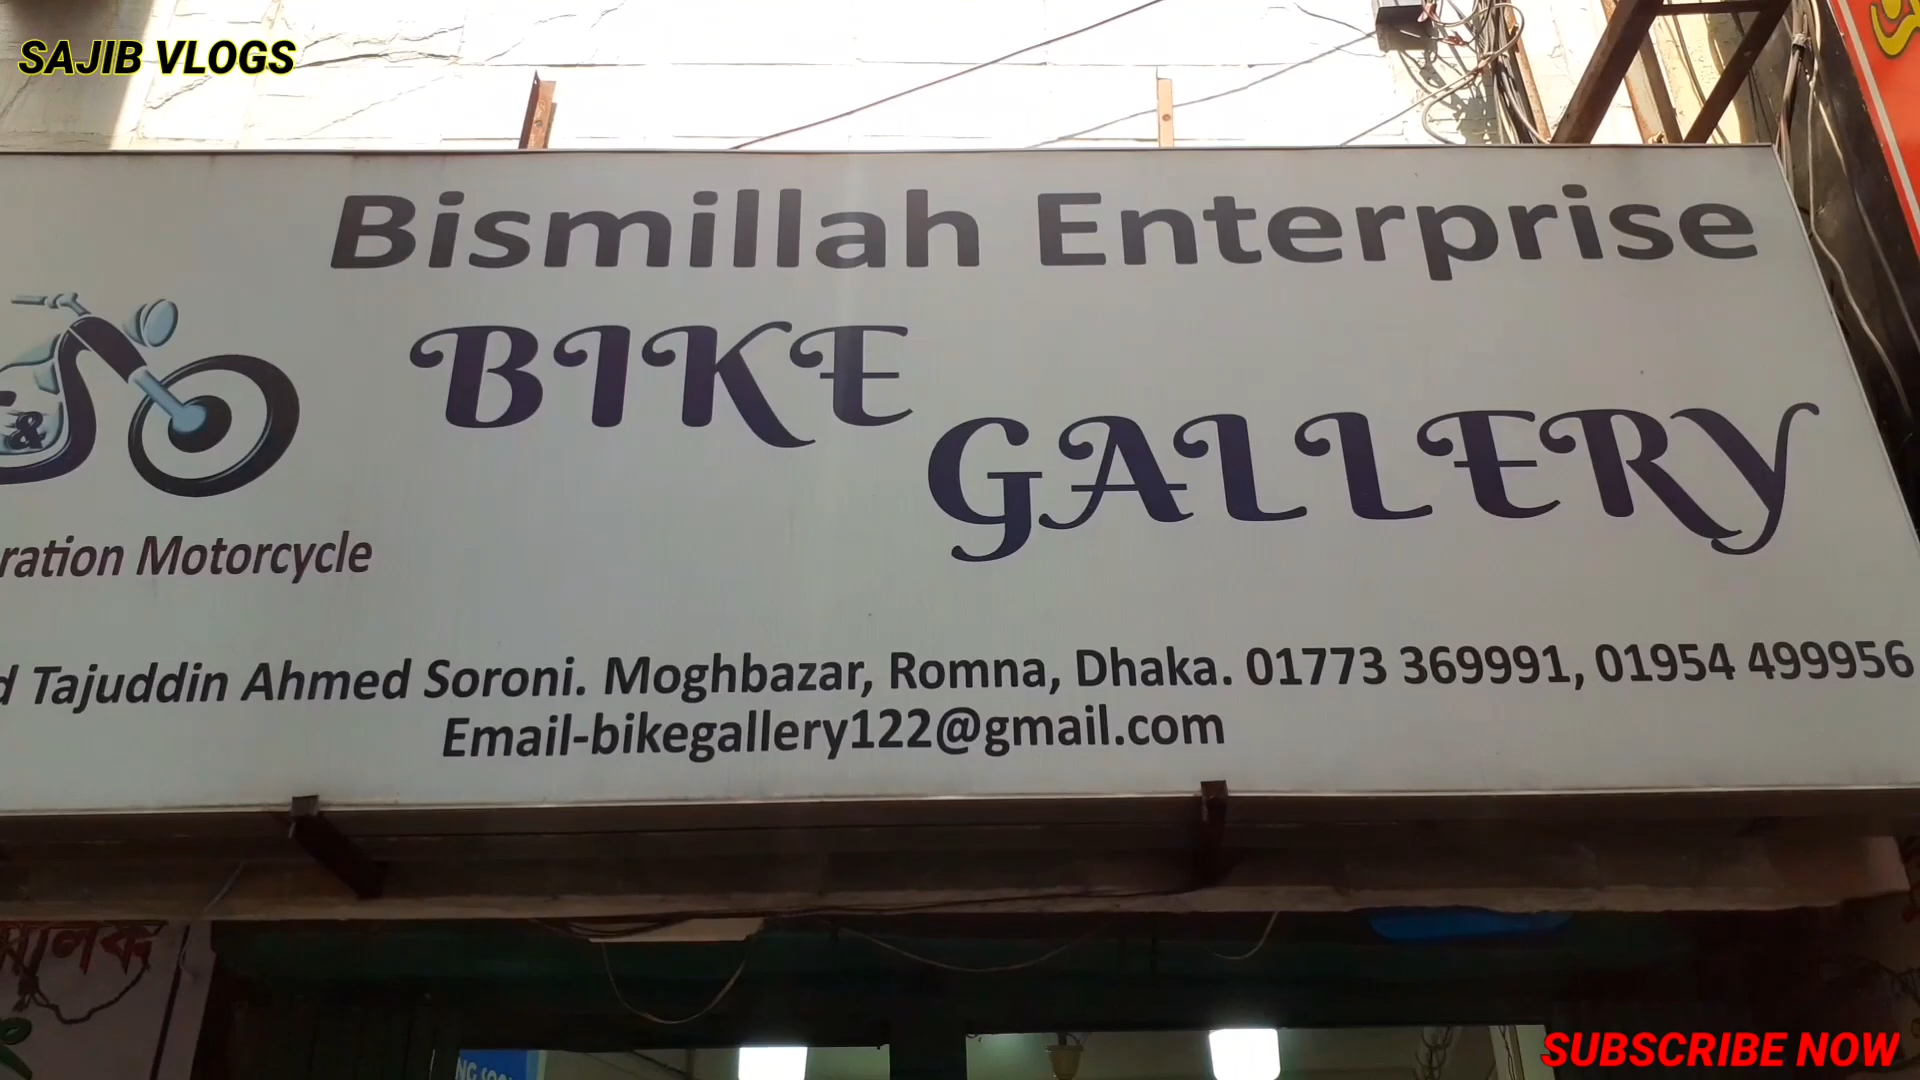 SAJIB VLOGS
Bismillah Enterprise
BIKE
GALLERY
&
ration Motorcycle
d Tajuddin Ahmed Soroni. Moghbazar, Romna, Dhaka. 01773 369991, 01954 499956
Email-bikegallery122@gmail.com
মালিক
SUBSCRIBE NOW